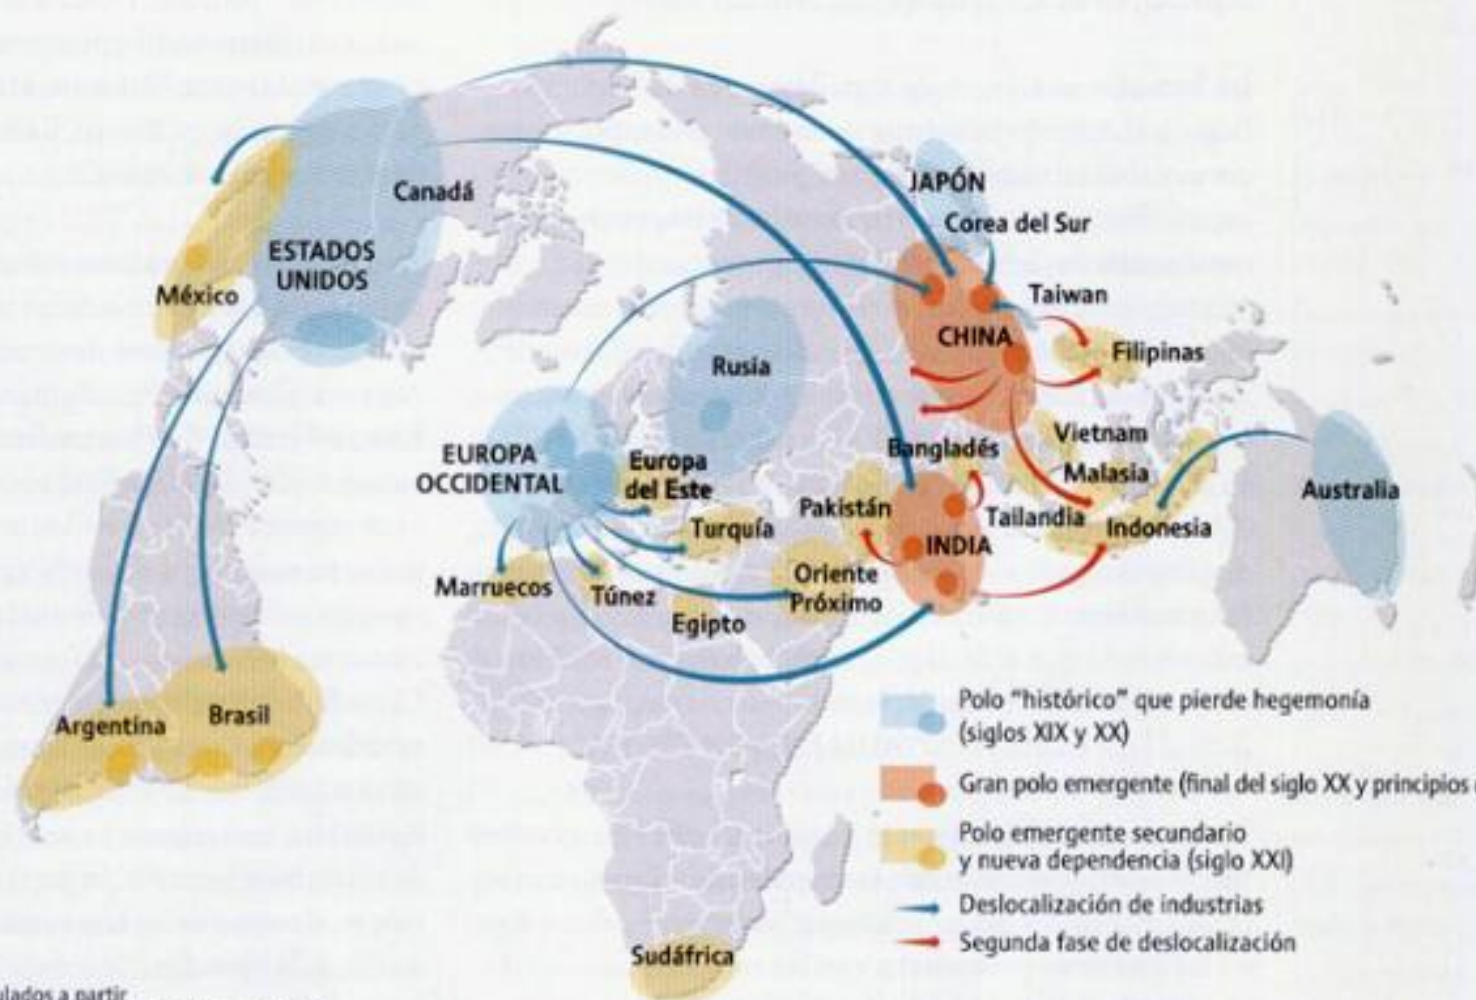 JAPÓN
Canadá
Corea del Sur
ESTADOS
UNIDOS
México
Taiwan
CHINA
Filipinas
Rusia
EUROPA
OCCIDENTAL
Europa
del Este
Bangladés
Vietnam
Malasia
Australia
Pakistán
Tailandia
Indonesia
Turquía
INDIA
Marruecos
Túnez
Oriente
Próximo
Egipto
Argentina
Brasil
Sudáfrica
Polo "histórico" que pierde hegemonía
(siglos XIX y XX)
Gran polo emergente (final del siglo XX y principios
Polo emergente secundario
y nueva dependencia (siglo XXI)
Deslocalización de industrias
Segunda fase de deslocalización
ulados a partir